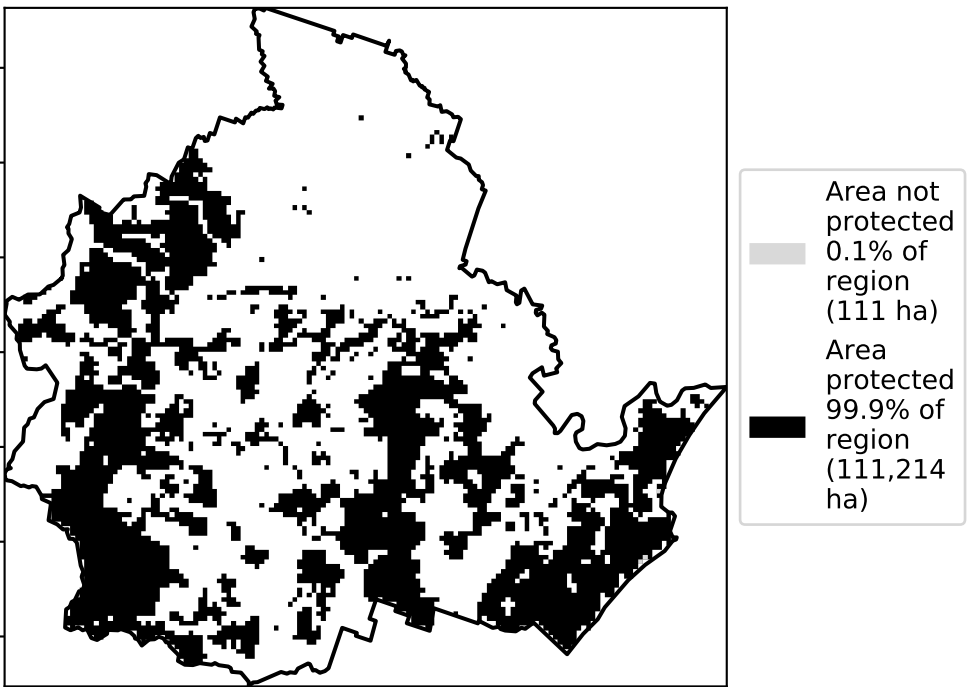 Area not
protected
0.1% of
region
(111 ha)
Area
protected
99.9% of
region
(111,214
ha)